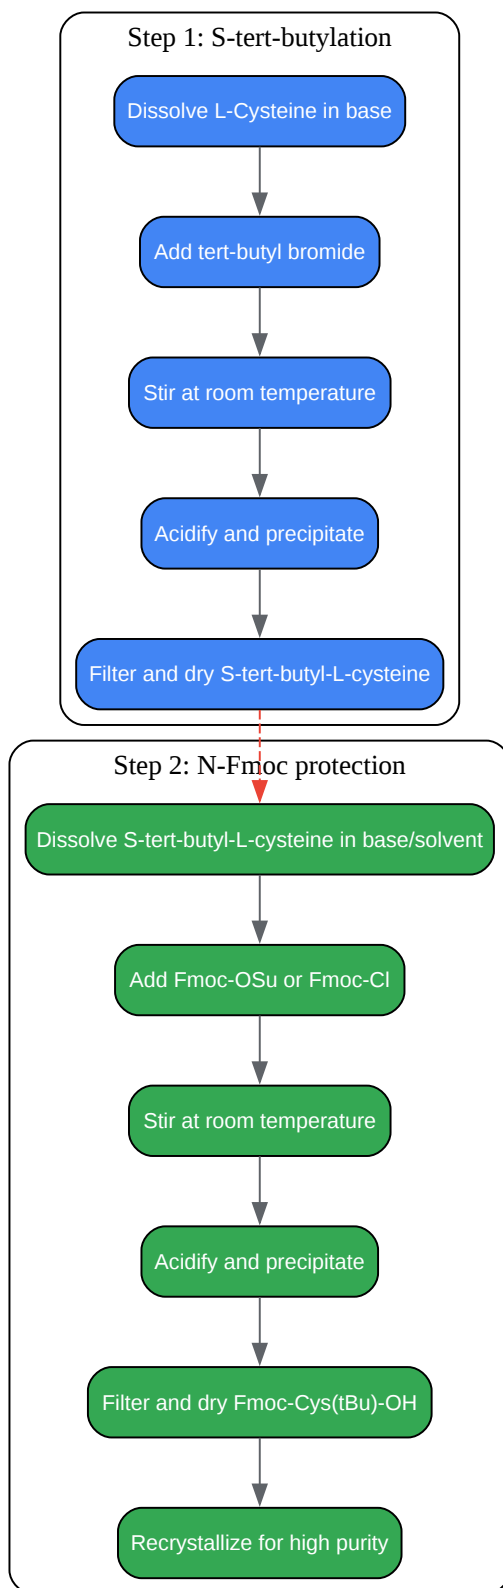 Step 1: S-tert-butylation
Dissolve L-Cysteine in base
Add tert-butyl bromide
Stir at room temperature
Acidify and precipitate
Filter and dry S-tert-butyl-L-cysteine
Step 2: N-Fmoc protection
Dissolve S-tert-butyl-L-cysteine in base/solvent
Add Fmoc-OSu or Fmoc-Cl
Stir at room temperature
Acidify and precipitate
Filter and dry Fmoc-Cys(tBu)-OH
Recrystallize for high purity